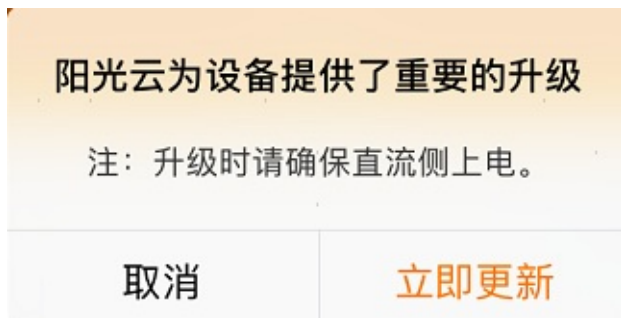 阳光云为设备提供了重要的升级
注：升级时请确保直流侧上电。
取消
立即更新